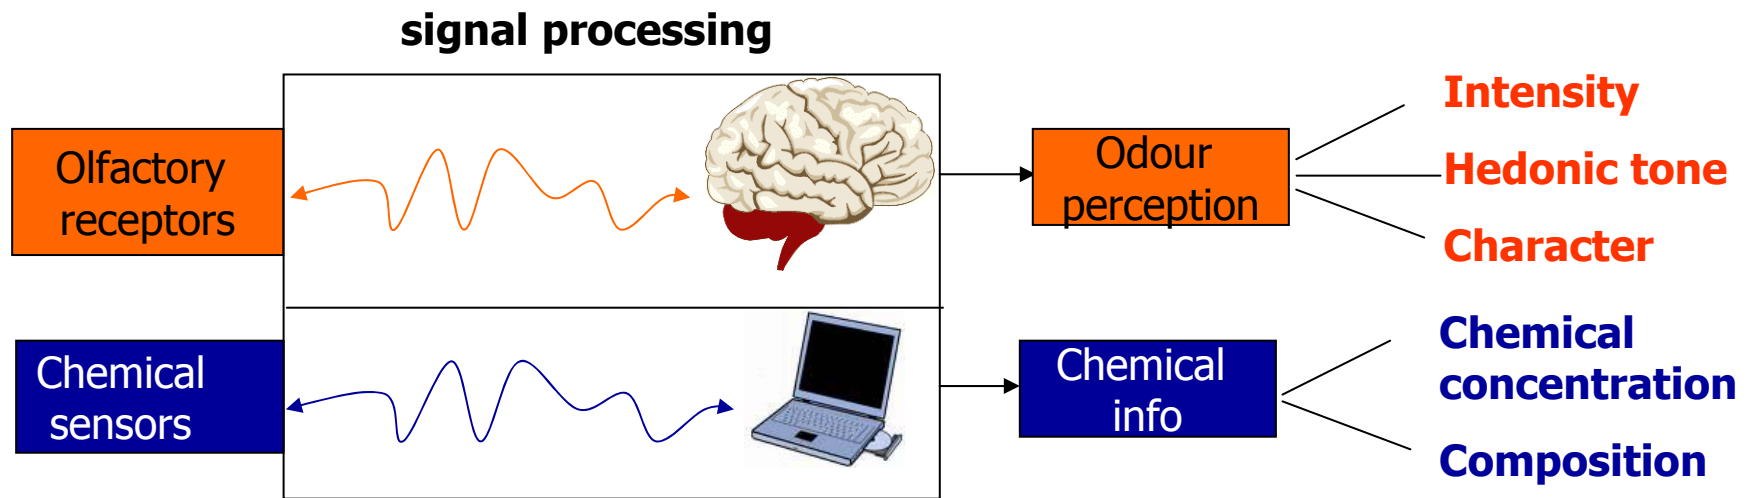 signal processing
Olfactory
receptors
Odour
perception
Intensity
Hedonic tone
Character
Chemical
sensors
Chemical
info
Chemical
concentration
Composition